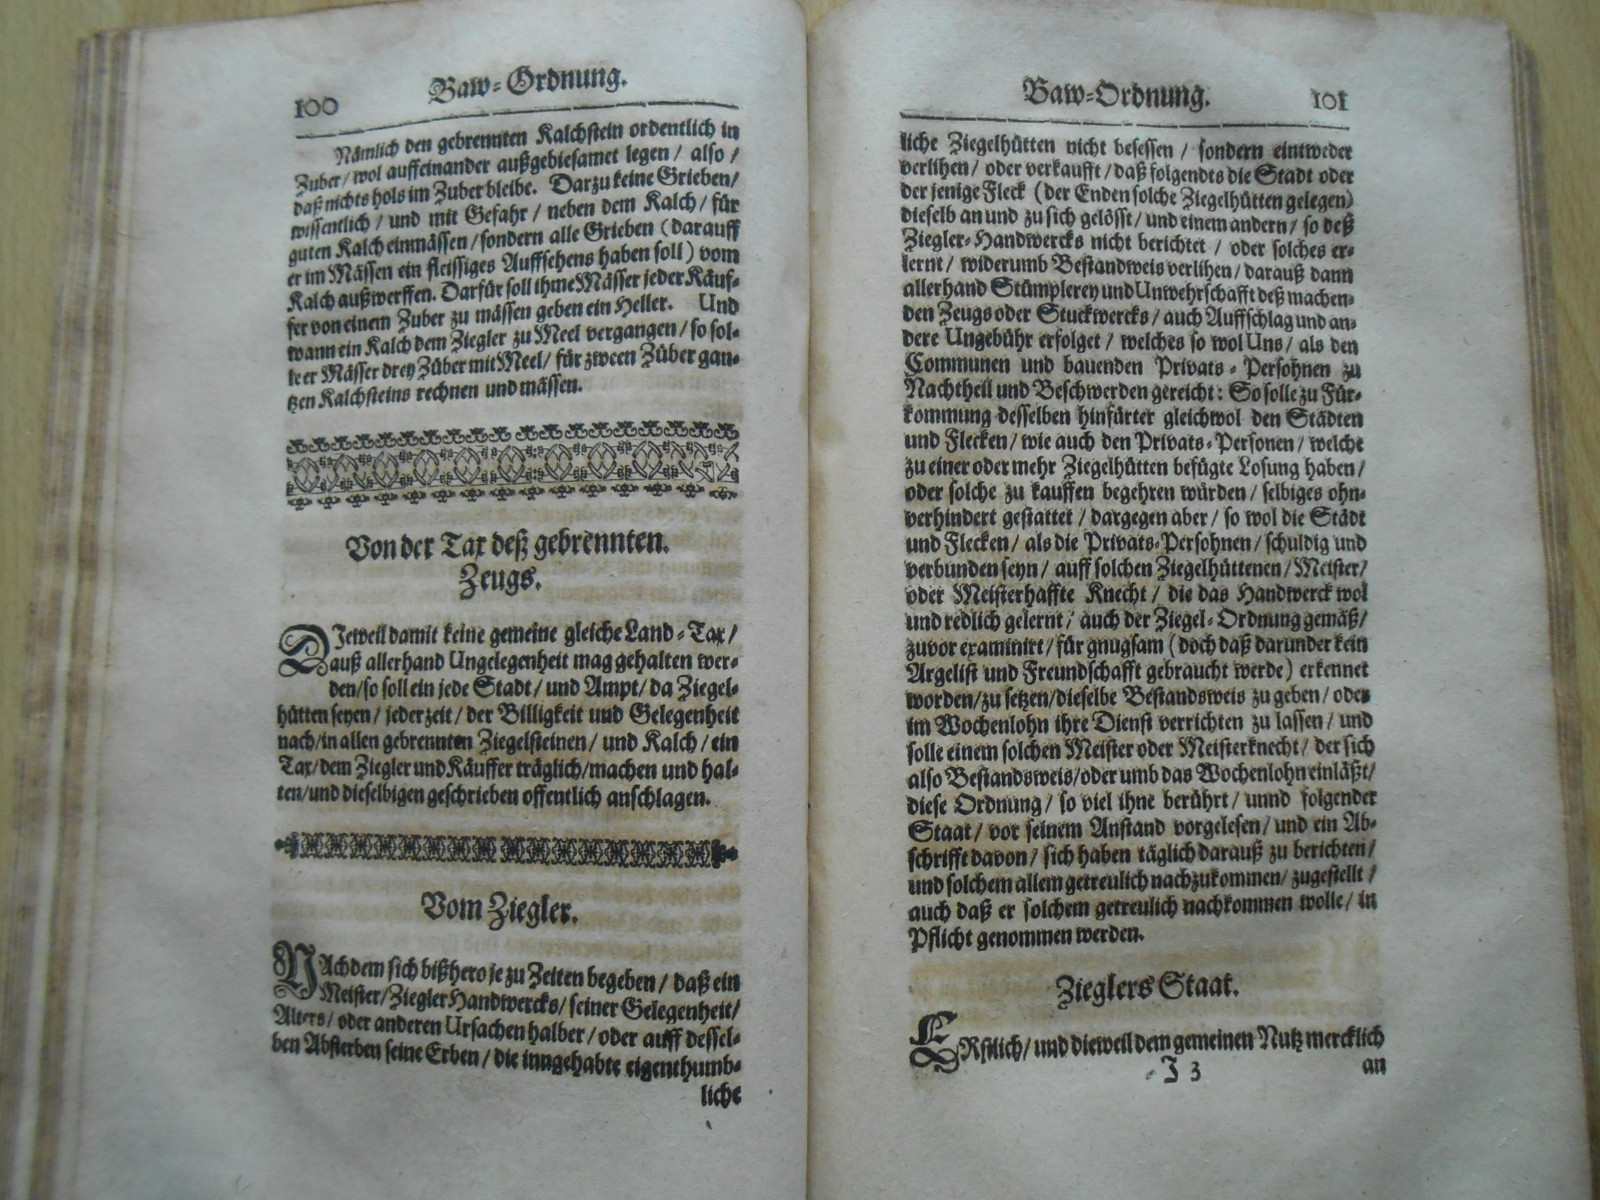 100
Baw-Ordnung.
Nämlich den gebrennten Kalchstein ordentlich in
Zuber/ wol auffeinander außgebiesamet legen/ also/
daß nichts hols im Zuber bleibe. Darzu keine Grieben/
wissentlich/ und mit Gefahr/ neben dem Kalch/ für
guten Kalch einmässen/ sondern alle Grieben (darauff
er im Mässen ein fleissiges Auffsehens haben soll) vom
Kalch außwerffen. Darfür soll ihme Mässer jeder Käuf-
fer von einem Zuber zu mässen geben ein Heller. Und
wann ein Kalch dem Ziegler zu Meel vergangen/ so sol-
le er Mässer drey Züber mit Meel/ für zween Züber gan-
tzen Kalchsteins rechnen und mässen.
Von der Tax deß gebrennten.
Zeugs.
DJeweil damit keine gemeine gleiche Land-Tax/
auß allerhand Ungelegenheit mag gehalten wer-
den/ so soll ein jede Stadt/ und Ampt/ da Ziegel-
hütten seyen/ jederzeit/ der Billigkeit und Gelegenheit
nach/ in allen gebrennten Ziegelsteinen/ und Kalch/ ein
Tax/ dem Ziegler und Käuffer träglich/ machen und hal-
ten/ und dieselbigen geschrieben offentlich anschlagen.
Vom Ziegler.
NAchdem sich bißhero je zu Zeiten begeben/ daß ein
Meister/ Ziegler Handwercks/ seiner Gelegenheit/
Alters/ oder anderen Ursachen halber/ oder auff dessel-
ben Absterben seine Erben/ die inngehabte eigenthumb-
liche
Baw-Ordnung.
101
liche Ziegelhütten nicht besessen/ sondern eintweder
verlihen/ oder verkaufft/ daß folgendts die Stadt oder
der jenige Fleck (der Enden solche Ziegelhütten gelegen)
dieselb an und zu sich gelösst/ und einem andern/ so deß
Ziegler-Handwercks nicht berichtet/ oder solches er-
lernt/ widerumb Bestandweis verlihen/ darauß dann
allerhand Stümplerey und Unwehrschafft deß machen-
den Zeugs oder Stuckwercks/ auch Auffschlag und an-
dere Ungebühr erfolget/ welches so wol Uns/ als den
Communen und bauenden Privats-Persohnen zu
Nachtheil und Beschwerden gereicht: So solle zu Für-
kommung desselben hinfürter gleichwol den Städten
und Flecken/ wie auch den Privats-Personen/ welche
zu einer oder mehr Ziegelhütten befügte Losung haben/
oder solche zu kauffen begehren würden/ selbiges ohn-
verhindert gestattet/ dargegen aber/ so wol die Städt
und Flecken/ als die Privats-Persohnen/ schuldig und
verbunden seyn/ auff solchen Ziegelhüttenen/ Meister/
oder Meisterhaffte Knecht/ die das Handwerck wol
und redlich gelernt/ auch der Ziegel-Ordnung gemäß/
zuvor examinirt/ für gnugsam (doch daß darunder kein
Argelist und Freundschafft gebraucht werde) erkennet
worden/ zu setzen/ dieselbe Bestandsweis zu geben/ oder
im Wochenlohn ihre Dienst verrichten zu lassen/ und
solle einem solchen Meister oder Meisterknecht/ der sich
also Bestandsweis/ oder umb das Wochenlohn einläßt/
diese Ordnung/ so viel ihne berührt/ unnd folgender
Staat/ vor seinem Anstand vorgelesen/ und ein Ab-
schrifft davon/ sich haben täglich darauß zu berichten/
und solchem allem getreulich nachzukommen/ zugestellt/
auch daß er solchem getreulich nachkommen wolle/ in
Pflicht genommen werden.
Zieglers Staat.
ERstlich/ und dieweil dem gemeinen Nutz mercklich
J 3
an